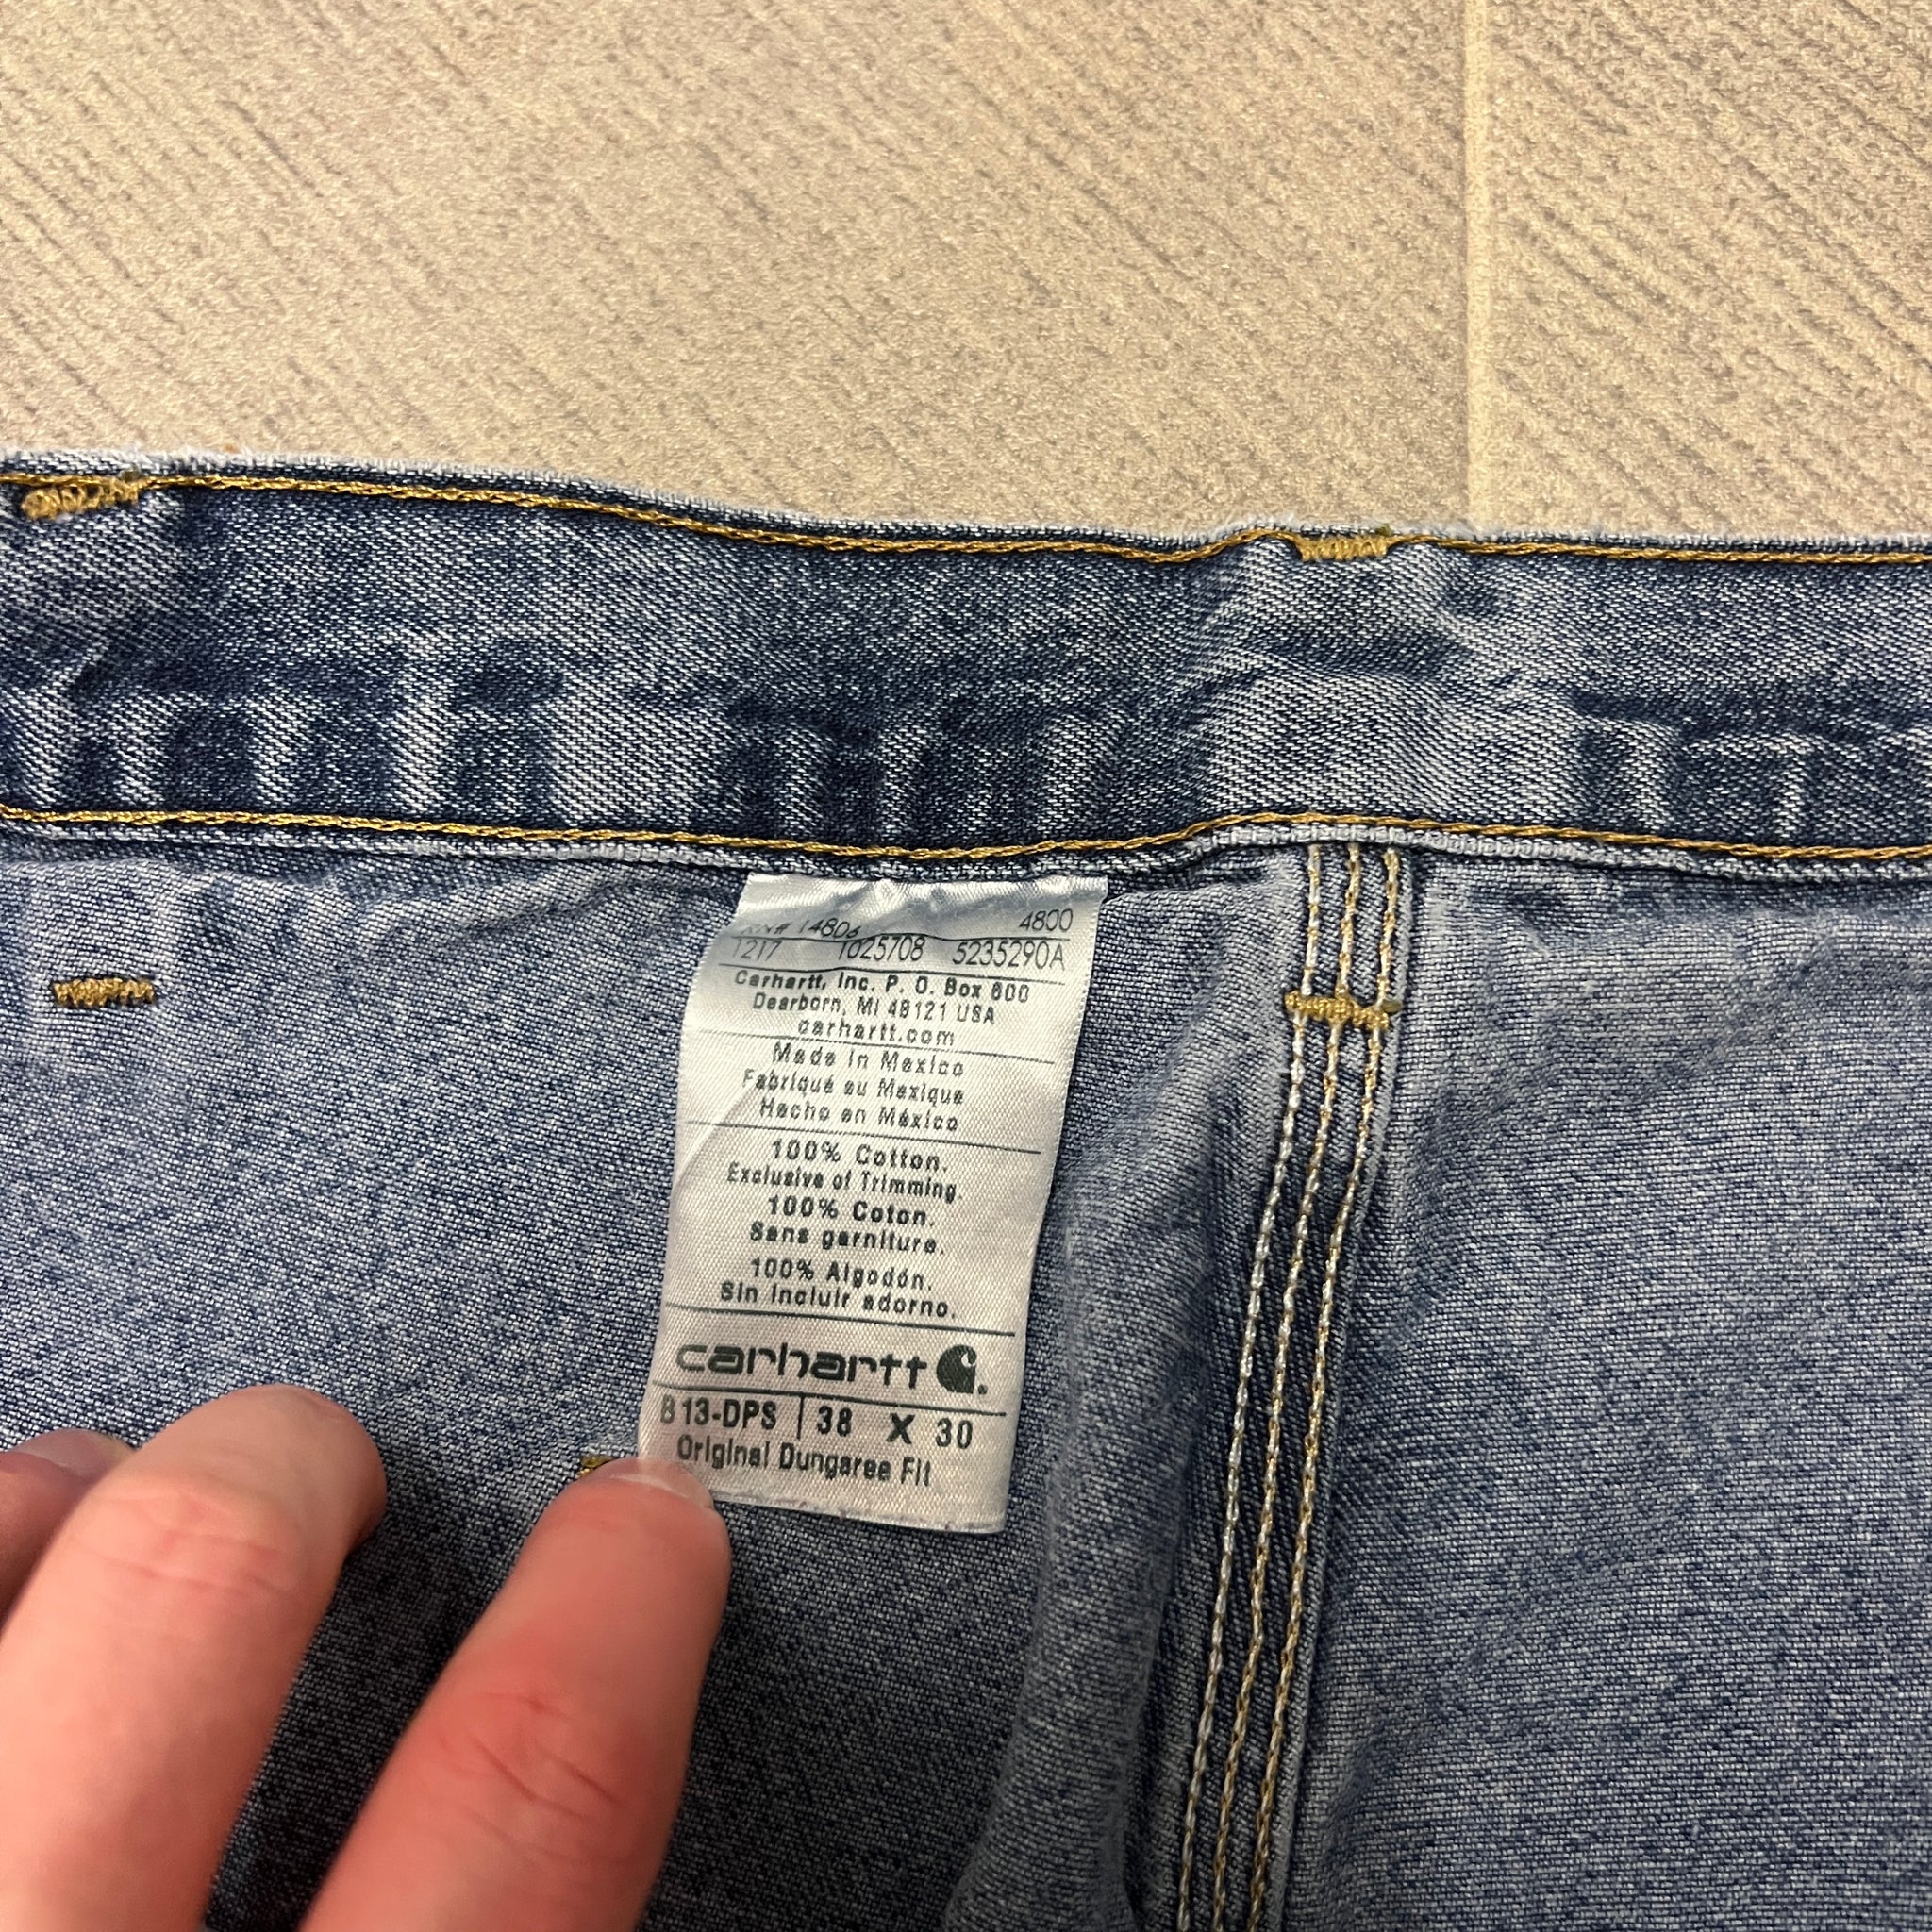 RN# 14806 4800
1217 1025708 5235290A
Carhartt, Inc. P. O. Box 600
Dearborn, MI 48121 USA
carhartt.com
Made in Mexico
Fabriqué au Mexique
Hecho en México
100% Cotton.
Exclusive of Trimming.
100% Coton.
Sans garniture.
100% Algodón.
Sin incluir adorno.
carhartt
B13-DPS 38 X 30
Original Dungaree Fit